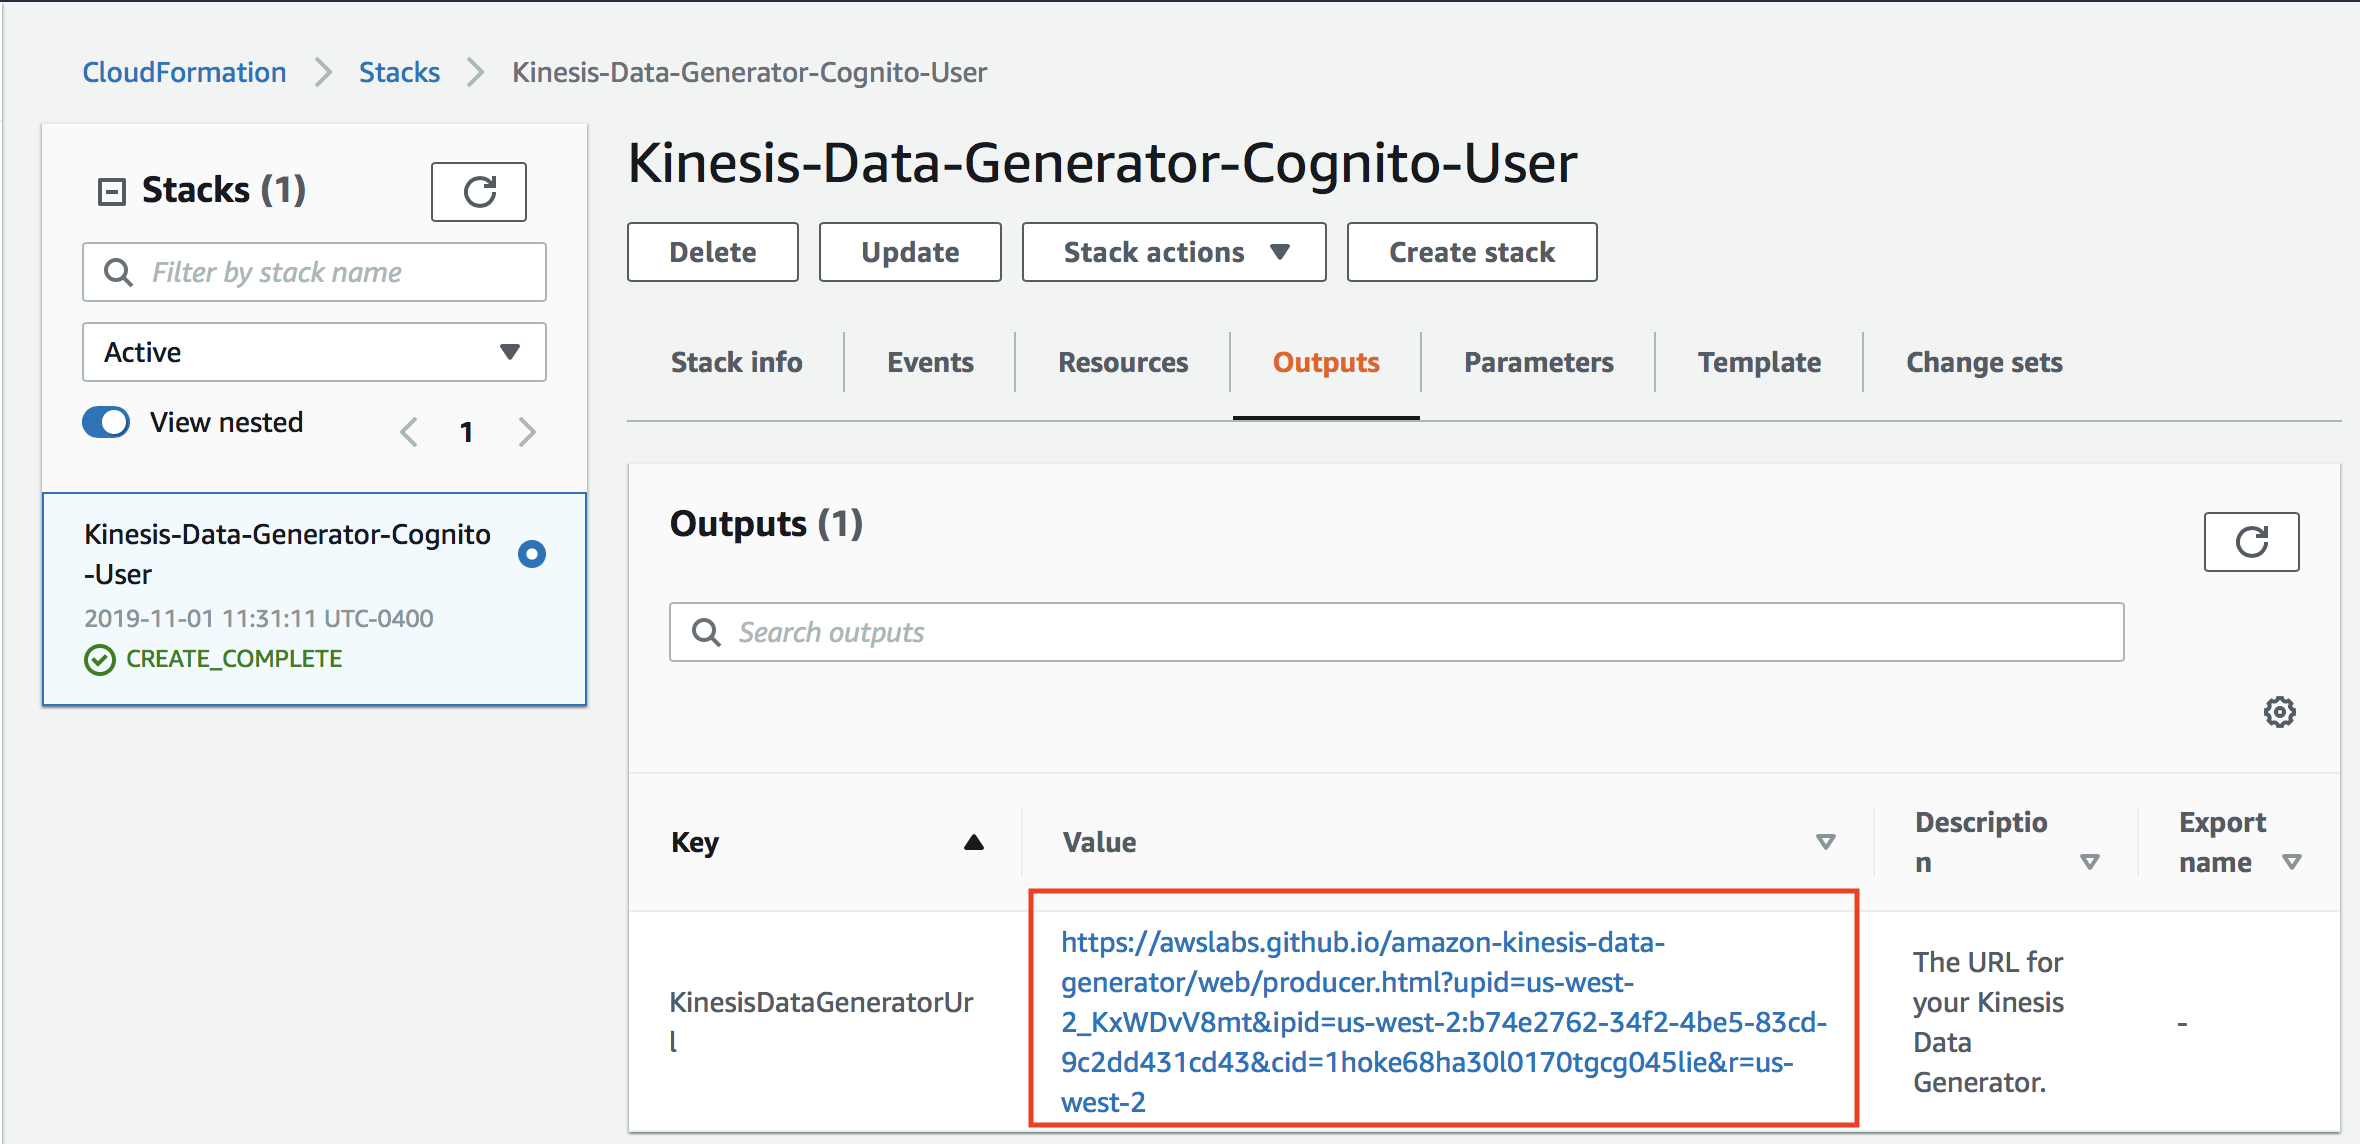 CloudFormation > Stacks > Kinesis-Data-Generator-Cognito-User
Stacks (1)
Filter by stack name
Active
View nested
1
Kinesis-Data-Generator-Cognito
-User
2019-11-01 11:31:11 UTC-0400
CREATE_COMPLETE
Kinesis-Data-Generator-Cognito-User
Delete Update Stack actions Create stack
Stack info Events Resources Outputs Parameters Template Change sets
Outputs (1)
Search outputs
Key Value Descriptio
n Export
name
KinesisDataGeneratorUr
l
https://awslabs.github.io/amazon-kinesis-data-
generator/web/producer.html?upid=us-west-
2_KxWDvV8mt&ipid=us-west-2:b74e2762-34f2-4be5-83cd-
9c2dd431cd43&cid=1hoke68ha30l0170tgcg045lie&r=us-
west-2
The URL for
your Kinesis
Data
Generator.
-